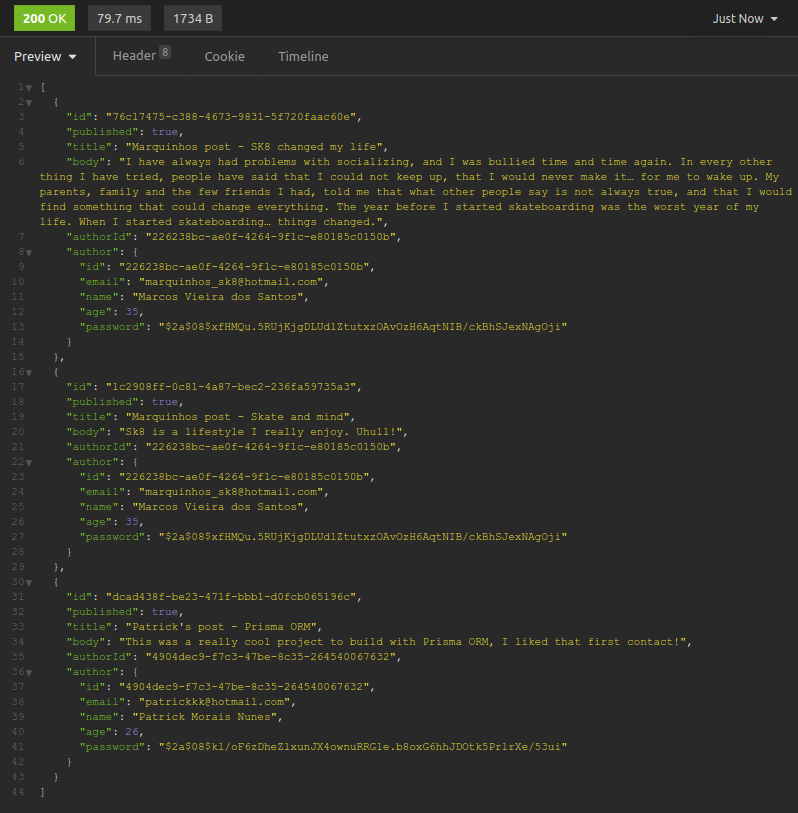 200 OK 79.7 ms 1734 B Just Now
Preview Header 8 Cookie Timeline
1 [
2 {
3 "id": "76c17475-c388-4673-9831-5f720faac60e",
4 "published": true,
5 "title": "Marquinhos post - SK8 changed my life",
6 "body": "I have always had problems with socializing, and I was bullied time and time again. In every other
thing I have tried, people have said that I could not keep up, that I would never make it… for me to wake up. My
parents, family and the few friends I had, told me that what other people say is not always true, and that I would
find something that could change everything. The year before I started skateboarding was the worst year of my
life. When I started skateboarding… things changed.",
7 "authorId": "226238bc-ae0f-4264-9f1c-e80185c0150b",
8 "author": {
9 "id": "226238bc-ae0f-4264-9f1c-e80185c0150b",
10 "email": "marquinhos_sk8@hotmail.com",
11 "name": "Marcos Vieira dos Santos",
12 "age": 35,
13 "password": "$2a$08$xfHMQu.5RUjKjgDLUd1ZtutxzOAvOzH6AqtNIB/ckBhSJexNAgOji"
14 }
15 },
16 {
17 "id": "1c2908ff-0c81-4a87-bec2-236fa59735a3",
18 "published": true,
19 "title": "Marquinhos post - Skate and mind",
20 "body": "Sk8 is a lifestyle I really enjoy. Uhull!",
21 "authorId": "226238bc-ae0f-4264-9f1c-e80185c0150b",
22 "author": {
23 "id": "226238bc-ae0f-4264-9f1c-e80185c0150b",
24 "email": "marquinhos_sk8@hotmail.com",
25 "name": "Marcos Vieira dos Santos",
26 "age": 35,
27 "password": "$2a$08$xfHMQu.5RUjKjgDLUd1ZtutxzOAvOzH6AqtNIB/ckBhSJexNAgOji"
28 }
29 },
30 {
31 "id": "dcad438f-be23-471f-bbb1-d0fcb065196c",
32 "published": true,
33 "title": "Patrick's post - Prisma ORM",
34 "body": "This was a really cool project to build with Prisma ORM, I liked that first contact!",
35 "authorId": "4904dec9-f7c3-47be-8c35-264540067632",
36 "author": {
37 "id": "4904dec9-f7c3-47be-8c35-264540067632",
38 "email": "patrickkk@hotmail.com",
39 "name": "Patrick Morais Nunes",
40 "age": 26,
41 "password": "$2a$08$kl/oF6zDheZlxunJX4ownuRRGle.b8oxG6hhJDOtk5PrlrXe/53ui"
42 }
43 }
44 ]